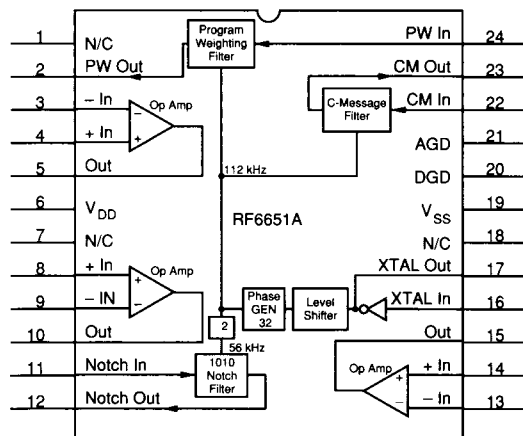 Program
Weighting
Filter
1
N/C
PW In
24
2
PW Out
CM Out
23
3
– In
Op Amp
–
+
C-Message
Filter
CM In
22
4
+ In
AGD
21
5
Out
112 kHz
DGD
20
6
VDD
RF6651A
VSS
19
7
N/C
N/C
18
8
+ In
Op Amp
+
–
XTAL Out
17
9
– IN
Phase
GEN
32
Level
Shifter
XTAL In
16
10
Out
2
56 kHz
Out
15
11
Notch In
1010
Notch
Filter
Op Amp
+
–
+ In
14
12
Notch Out
– In
13